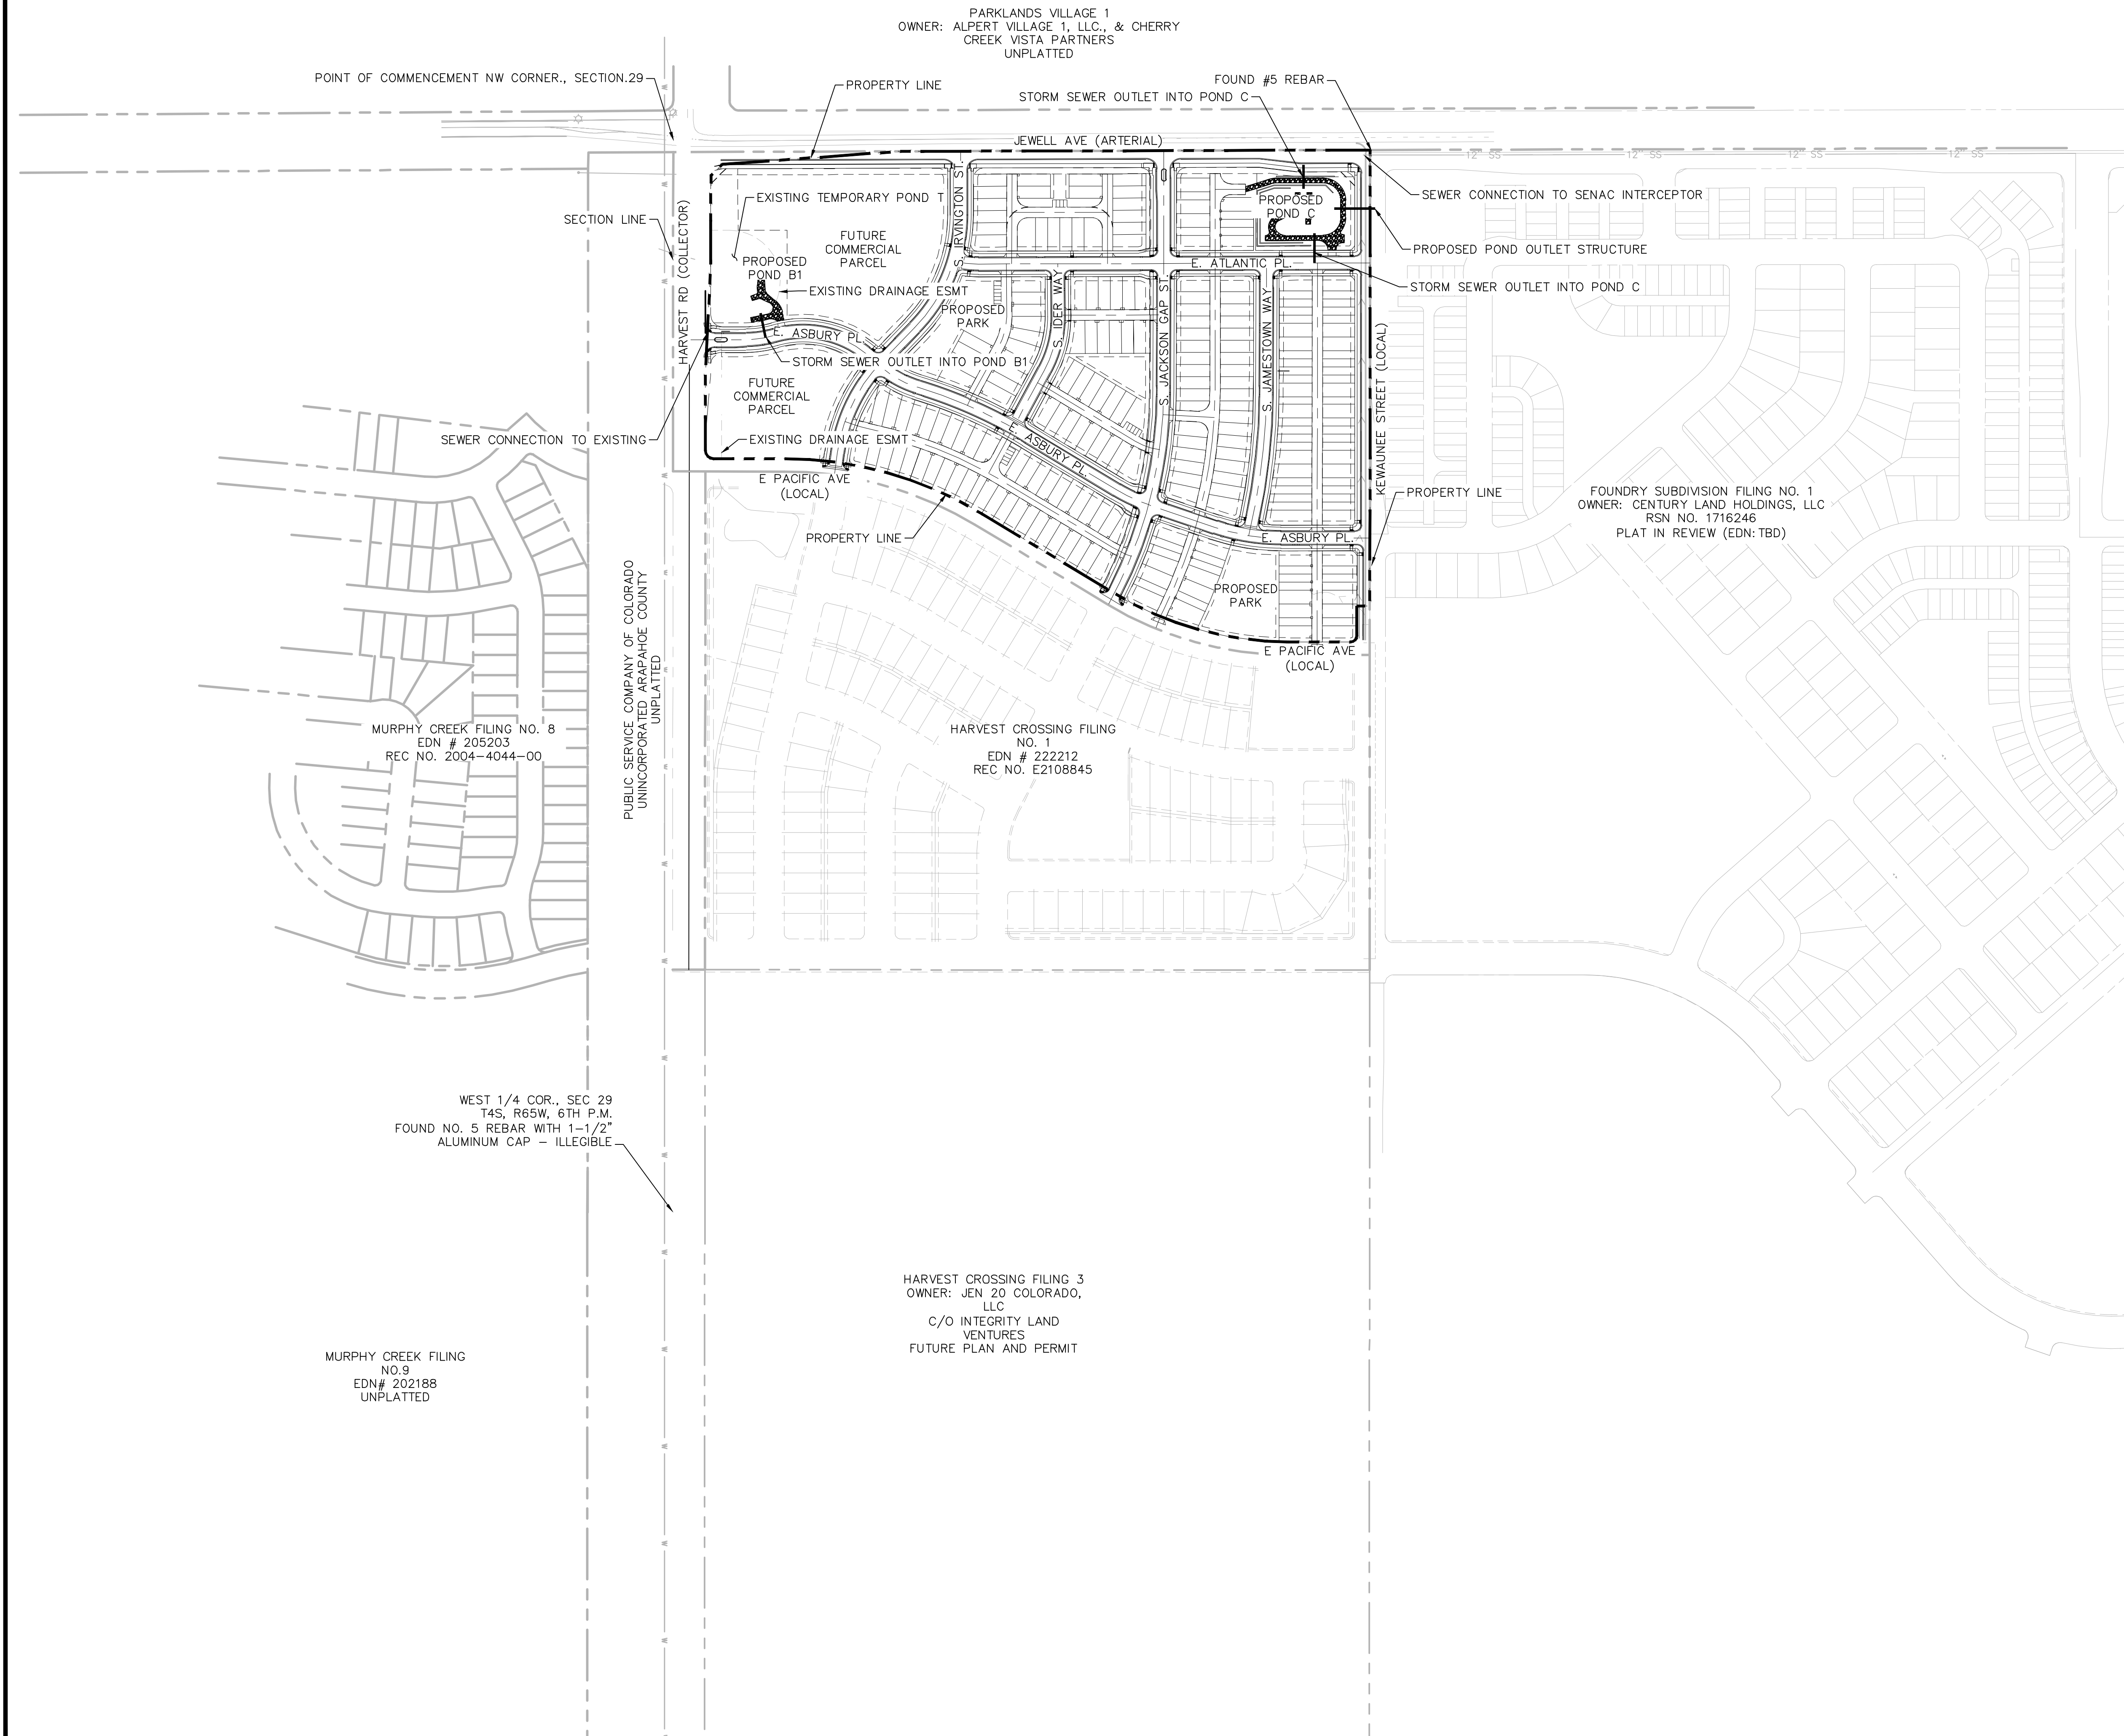 PARKLANDS VILLAGE 1
OWNER: ALPERT VILLAGE 1, LLC., & CHERRY
CREEK VISTA PARTNERS
UNPLATTED
POINT OF COMMENCEMENT NW CORNER., SECTION.29
PROPERTY LINE
FOUND #5 REBAR
STORM SEWER OUTLET INTO POND C
JEWELL AVE (ARTERIAL)
12" SS
12" SS
12" SS
12" SS
SEWER CONNECTION TO SENAC INTERCEPTOR
EXISTING TEMPORARY POND T
PROPOSED
POND C
SECTION LINE
HARVEST RD (COLLECTOR)
S. IRVINGTON ST.
FUTURE
COMMERCIAL
PARCEL
PROPOSED POND OUTLET STRUCTURE
PROPOSED
POND B1
E. ATLANTIC PL.
STORM SEWER OUTLET INTO POND C
EXISTING DRAINAGE ESMT
PROPOSED
PARK
S. IDER WAY
S. JACKSON GAP ST.
S. JAMESTOWN WAY
KEWAUNEE STREET (LOCAL)
E. ASBURY PL.
STORM SEWER OUTLET INTO POND B1
FUTURE
COMMERCIAL
PARCEL
SEWER CONNECTION TO EXISTING
EXISTING DRAINAGE ESMT
E. ASBURY PL.
E PACIFIC AVE
(LOCAL)
PROPERTY LINE
FOUNDRY SUBDIVISION FILING NO. 1
OWNER: CENTURY LAND HOLDINGS, LLC
RSN NO. 1716246
PLAT IN REVIEW (EDN: TBD)
PROPERTY LINE
E. ASBURY PL.
PROPOSED
PARK
E PACIFIC AVE
(LOCAL)
PUBLIC SERVICE COMPANY OF COLORADO
UNINCORPORATED ARAPAHOE COUNTY
UNPLATTED
MURPHY CREEK FILING NO. 8
EDN # 205203
REC NO. 2004-4044-00
HARVEST CROSSING FILING
NO. 1
EDN # 222212
REC NO. E2108845
WEST 1/4 COR., SEC 29
T4S, R65W, 6TH P.M.
FOUND NO. 5 REBAR WITH 1-1/2"
ALUMINUM CAP - ILLEGIBLE
HARVEST CROSSING FILING 3
OWNER: JEN 20 COLORADO,
LLC
C/O INTEGRITY LAND
VENTURES
FUTURE PLAN AND PERMIT
MURPHY CREEK FILING
NO.9
EDN# 202188
UNPLATTED